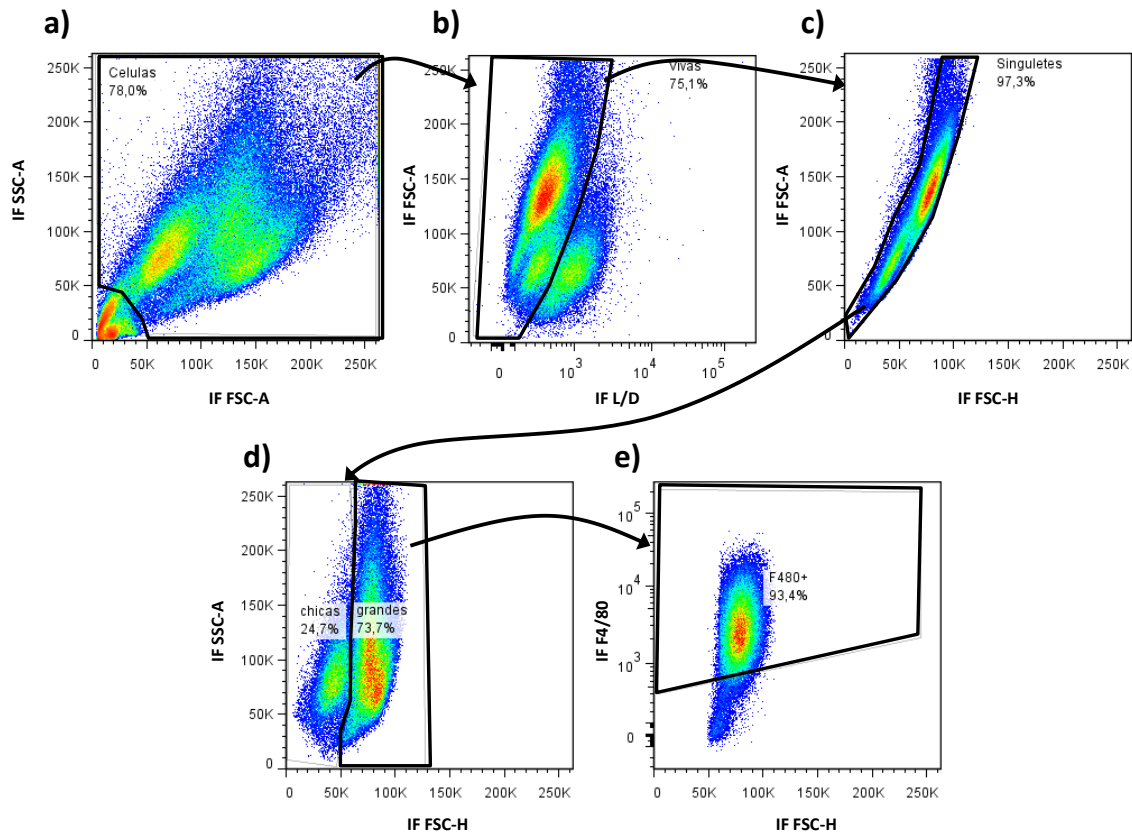 a)
Celulas
78,0%
250K
200K
150K
100K
50K
0
IF SSC-A
0 50K 100K 150K 200K 250K
IF FSC-A
b)
vivas
75,1%
250K
200K
150K
100K
50K
0
IF FSC-A
0 10^3 10^4 10^5
IF L/D
c)
Singuletes
97,3%
250K
200K
150K
100K
50K
0
IF FSC-A
0 50K 100K 150K 200K 250K
IF FSC-H
d)
250K
200K
150K
100K
50K
0
IF SSC-A
chicas
24,7%
grandes
73,7%
0 50K 100K 150K 200K 250K
IF FSC-H
e)
10^5
10^4
10^3
0
IF F4/80
F480+
93,4%
0 50K 100K 150K 200K 250K
IF FSC-H